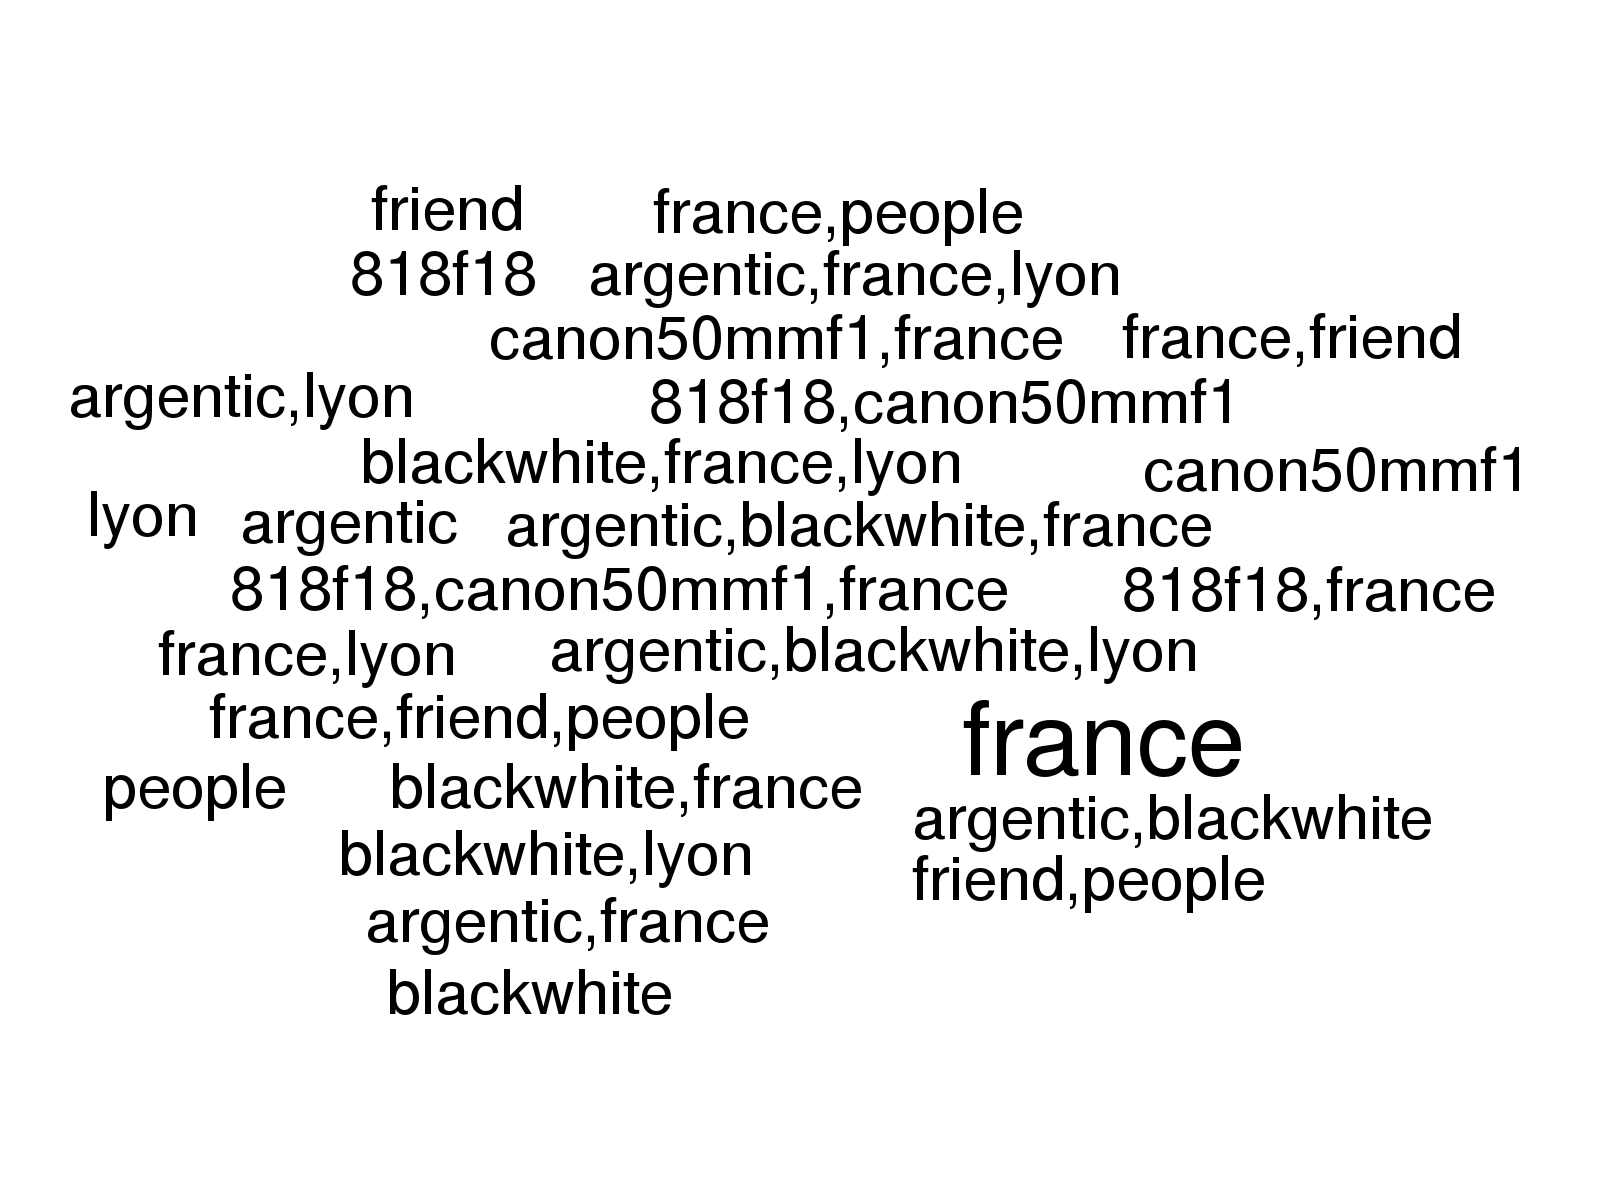 friend france,people
818f18 argentic,france,lyon
canon50mmf1,france france,friend
argentic,lyon 818f18,canon50mmf1
blackwhite,france,lyon canon50mmf1
lyon argentic argentic,blackwhite,france
818f18,canon50mmf1,france 818f18,france
france,lyon argentic,blackwhite,lyon
france,friend,people france
people blackwhite,france argentic,blackwhite
blackwhite,lyon friend,people
argentic,france
blackwhite